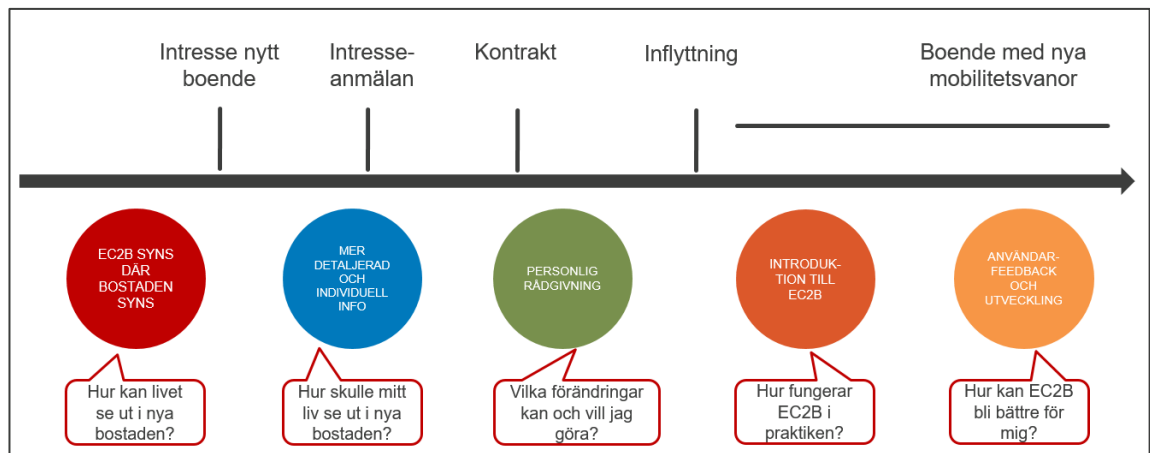 Intresse nytt
boende
Intresse-
anmälan
Kontrakt
Inflyttning
Boende med nya
mobilitetsvanor
EC2B SYNS
DÄR
BOSTADEN
SYNS
MER
DETALJERAD
OCH
INDIVIDUELL
INFO
PERSONLIG
RÅDGIVNING
INTRODUK-
TION TILL
EC2B
ANVÄNDAR-
FEEDBACK
OCH
UTVECKLING
Hur kan livet
se ut i nya
bostaden?
Hur skulle mitt
liv se ut i nya
bostaden?
Vilka förändringar
kan och vill jag
göra?
Hur fungerar
EC2B i
praktiken?
Hur kan EC2B
bli bättre för
mig?